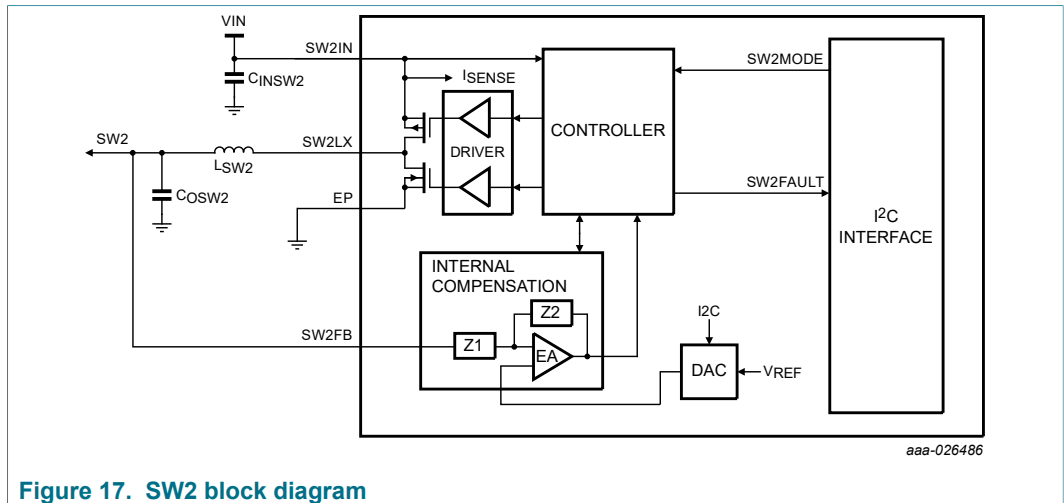 VIN
SW2IN
CINSW2
ISENSE
SW2MODE
CONTROLLER
SW2
SW2LX
LSW2
DRIVER
COSW2
SW2FAULT
EP
I2C
INTERFACE
INTERNAL
COMPENSATION
Z2
I2C
SW2FB
Z1
EA
DAC
VREF
aaa-026486
Figure 17. SW2 block diagram